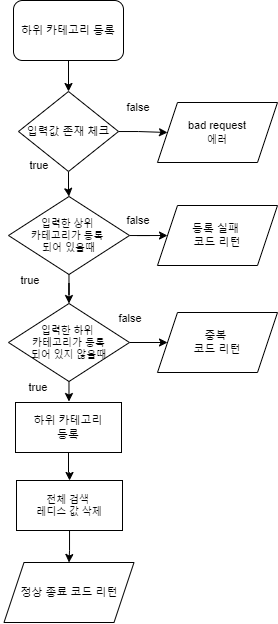 하위 카테고리 등록
false
입력값 존재 체크
bad request
에러
true
false
입력한 상위
카테고리가 등록
되어 있을때
등록 실패
코드 리턴
true
false
입력한 하위
카테고리가 등록
되어 있지 않을때
중복
코드 리턴
true
하위 카테고리
등록
전체 검색
레디스 값 삭제
정상 종료 코드 리턴